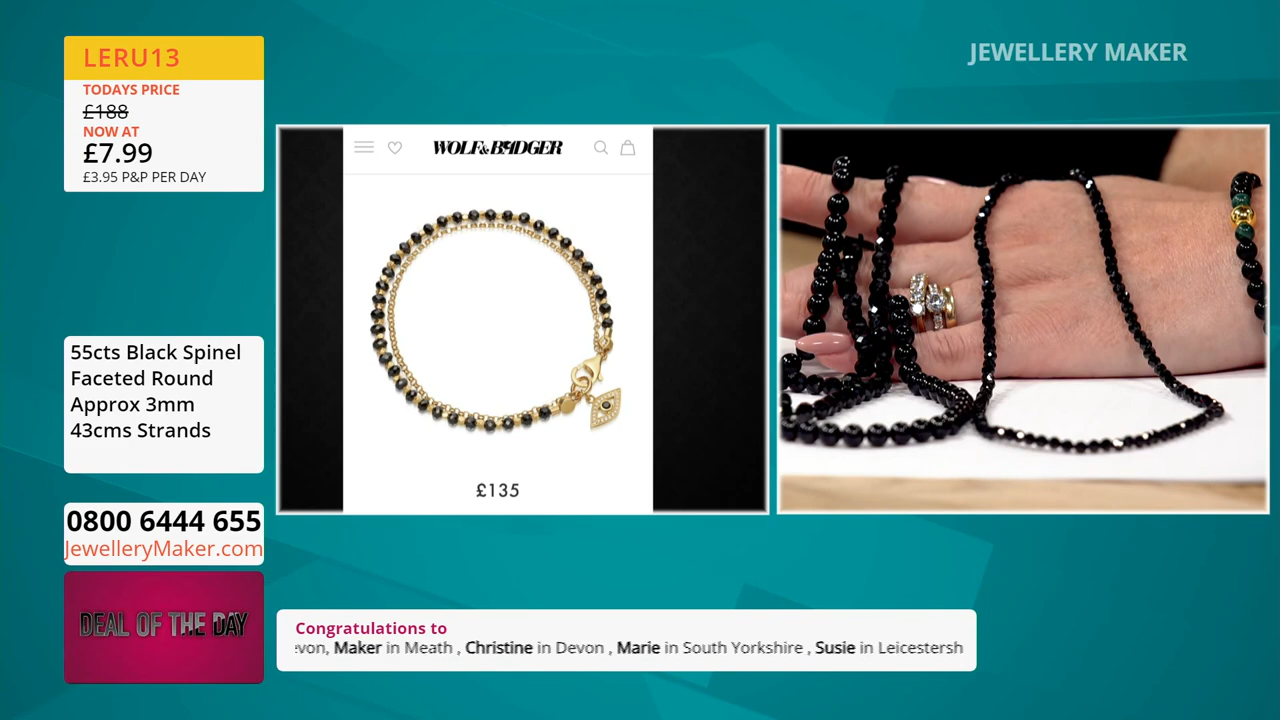 LERU13
TODAYS PRICE
£188
NOW AT
£7.99
£3.95 P&P PER DAY
JEWELLERY MAKER
WOLF&BADGER
£135
55cts Black Spinel
Faceted Round
Approx 3mm
43cms Strands
0800 6444 655
JewelleryMaker.com
DEAL OF THE DAY
Congratulations to
evon, Maker in Meath , Christine in Devon , Marie in South Yorkshire , Susie in Leicestersh